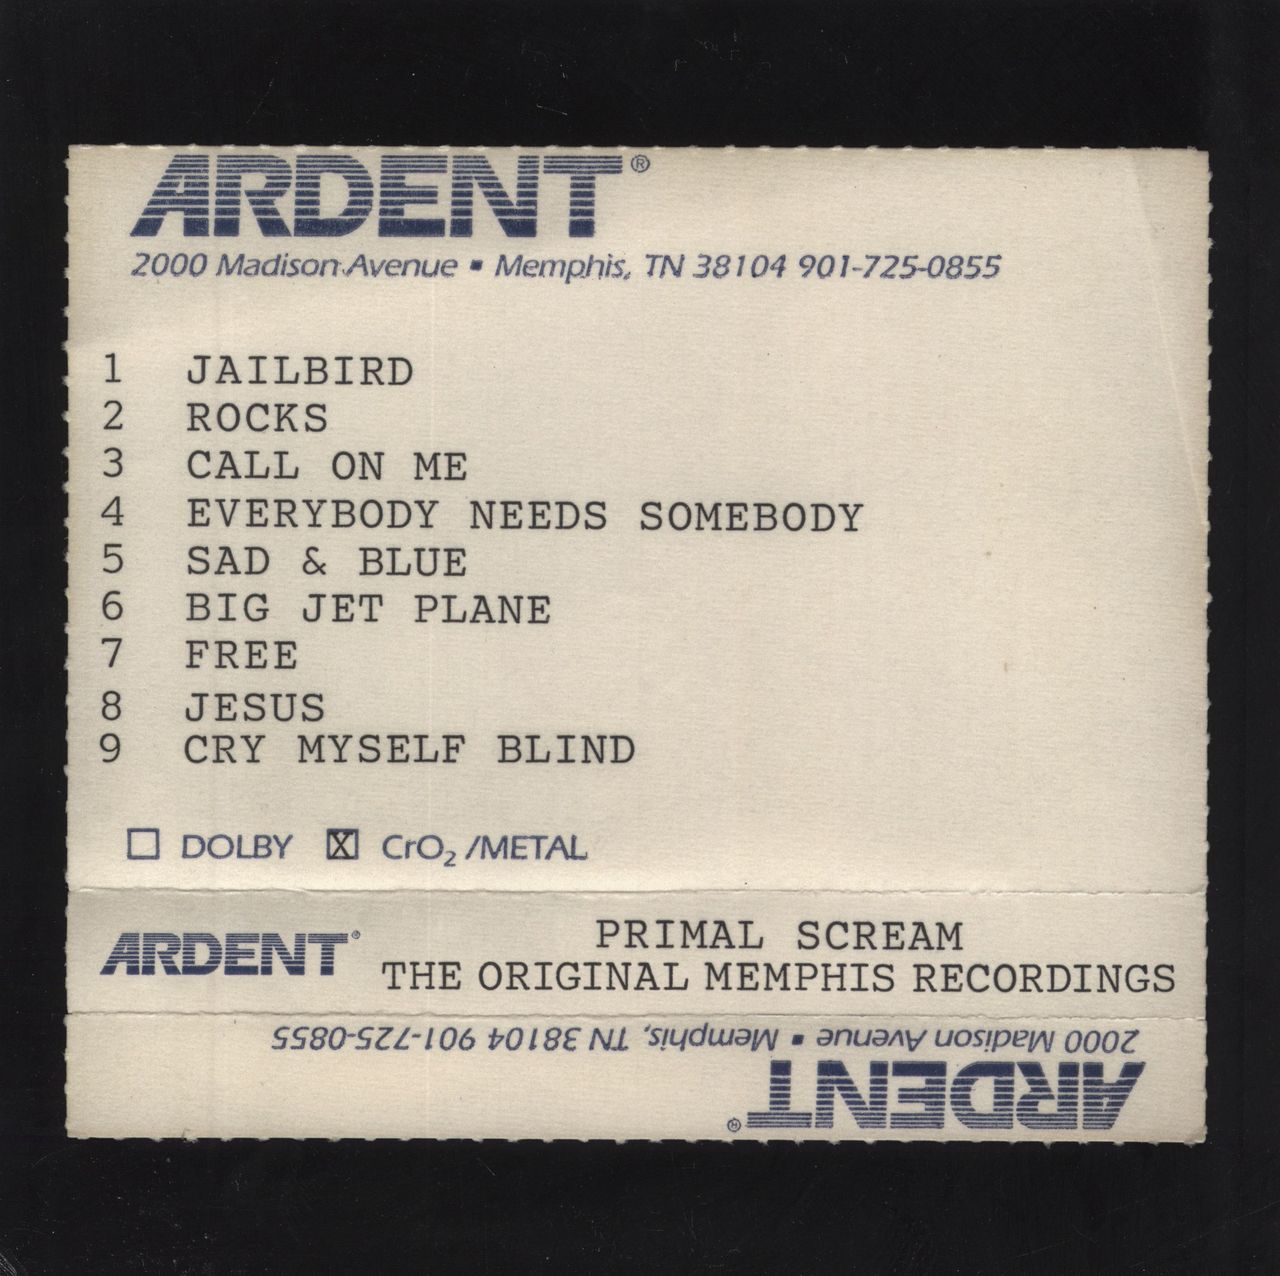 ARDENT®
2000 Madison Avenue ▪ Memphis, TN 38104 901-725-0855
1 JAILBIRD
2 ROCKS
3 CALL ON ME
4 EVERYBODY NEEDS SOMEBODY
5 SAD & BLUE
6 BIG JET PLANE
7 FREE
8 JESUS
9 CRY MYSELF BLIND
☐ DOLBY ☒ CrO₂/METAL
ARDENT®
PRIMAL SCREAM
THE ORIGINAL MEMPHIS RECORDINGS
ARDENT®
2000 Madison Avenue ▪ Memphis, TN 38104 901-725-0855